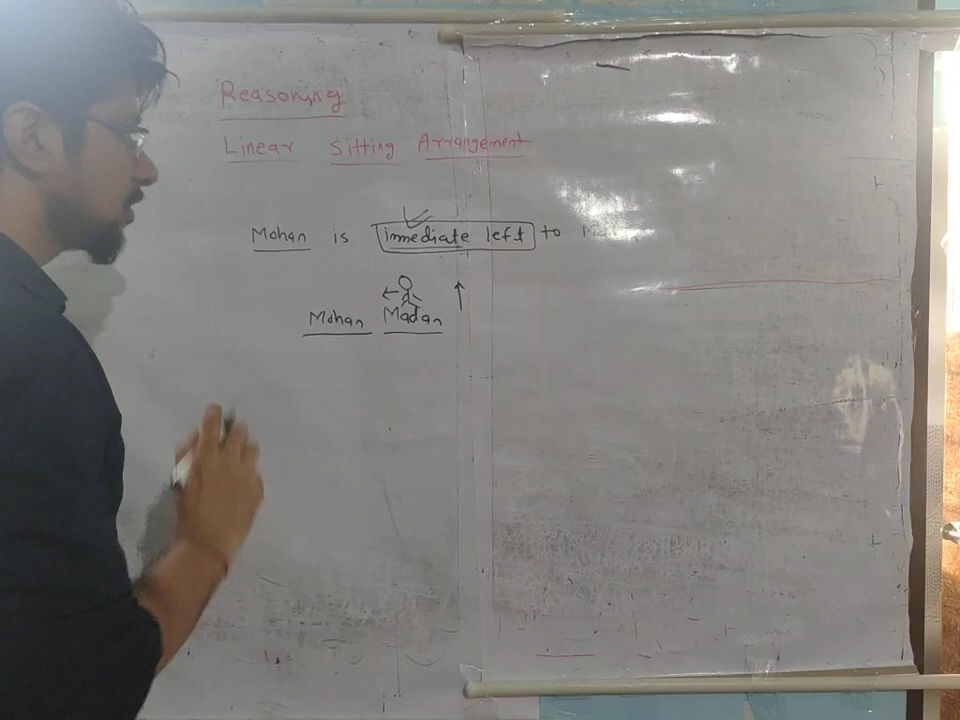 Reasoning
Linear Sitting Arrangement
Mohan is immediate left to
Mohan Madan